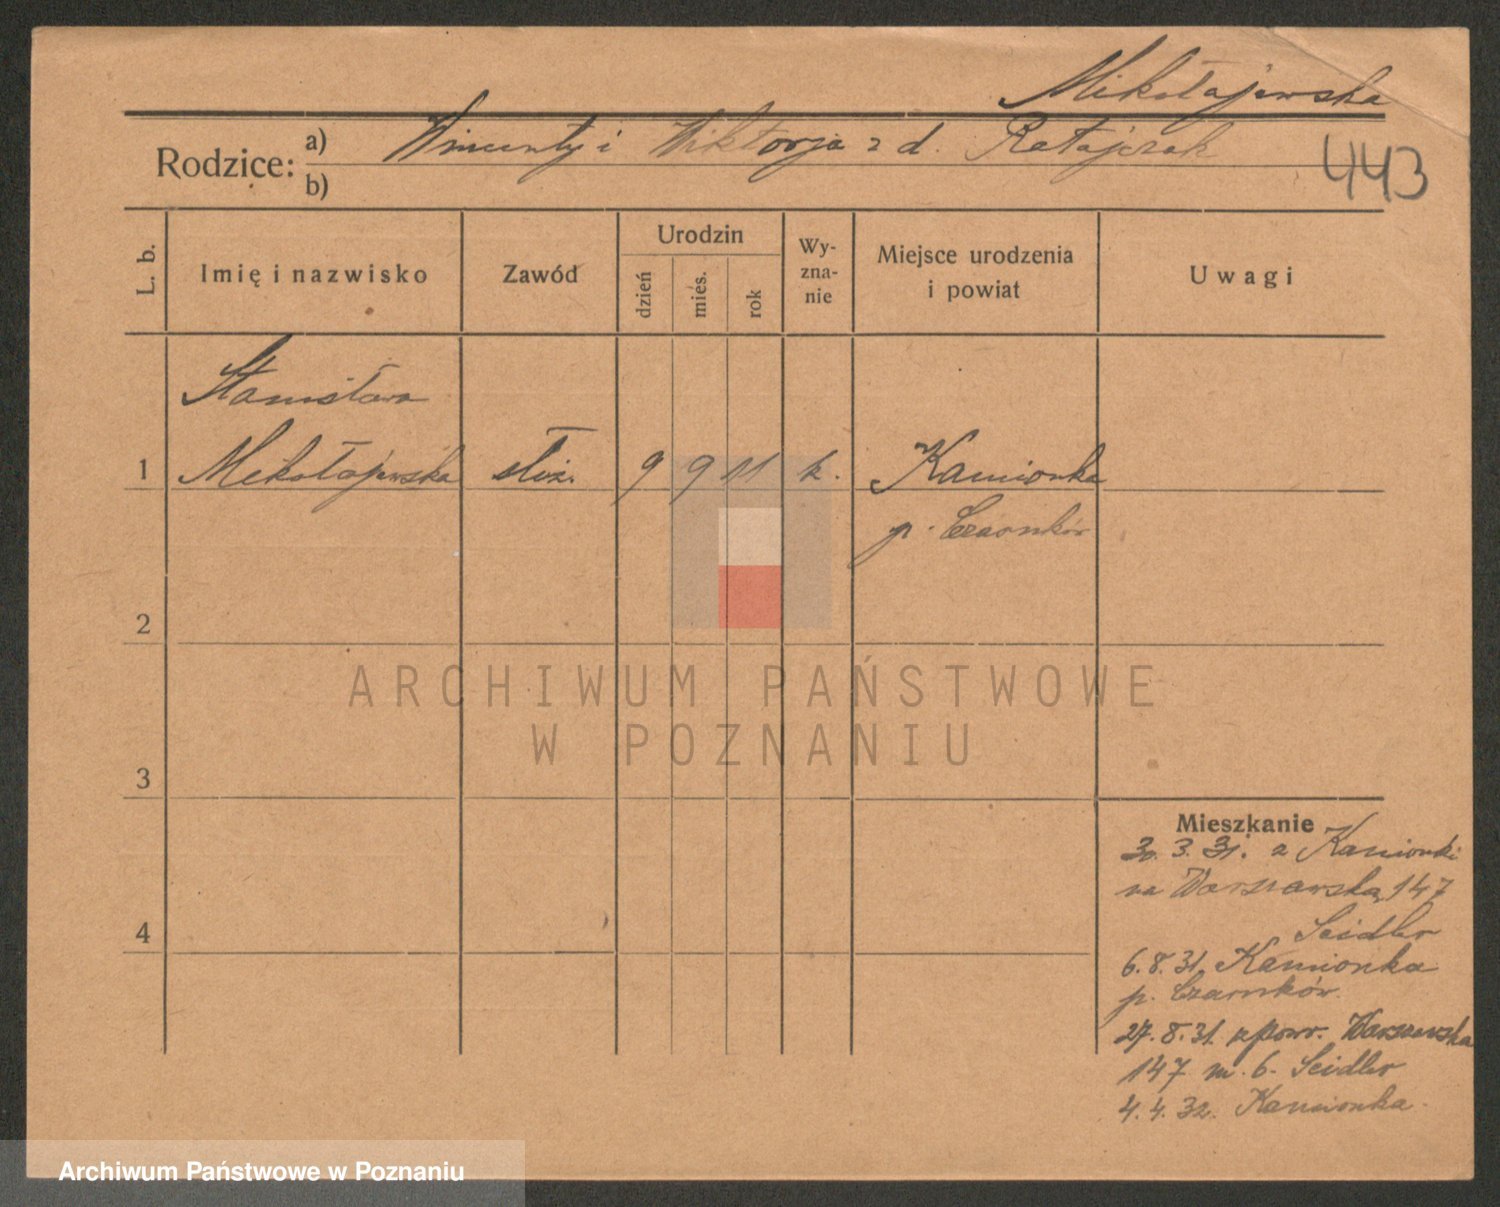 Mikołajewska
Rodzice: a) Wincenty i Wiktorja z d. Ratajczak
b)
443
L. b. Imię i nazwisko Zawód Urodzin dzień mieś. rok Wy-zna-nie Miejsce urodzenia i powiat Uwagi
Stanisława
1 Mikołajewska służ. 9 9 11 k. Kamionka
p. Czarnków
2
3
4
Mieszkanie
30. 3. 31. z Kamionki
na Warszawską 147
Seidler
6.8.31. Kamionka
p. Czarnków.
27.8.31. z powr. Warszawska
147 m. 6. Seidler
4.4.32. Kamionka.
ARCHIWUM PAŃSTWOWE
W POZNANIU
Archiwum Państwowe w Poznaniu